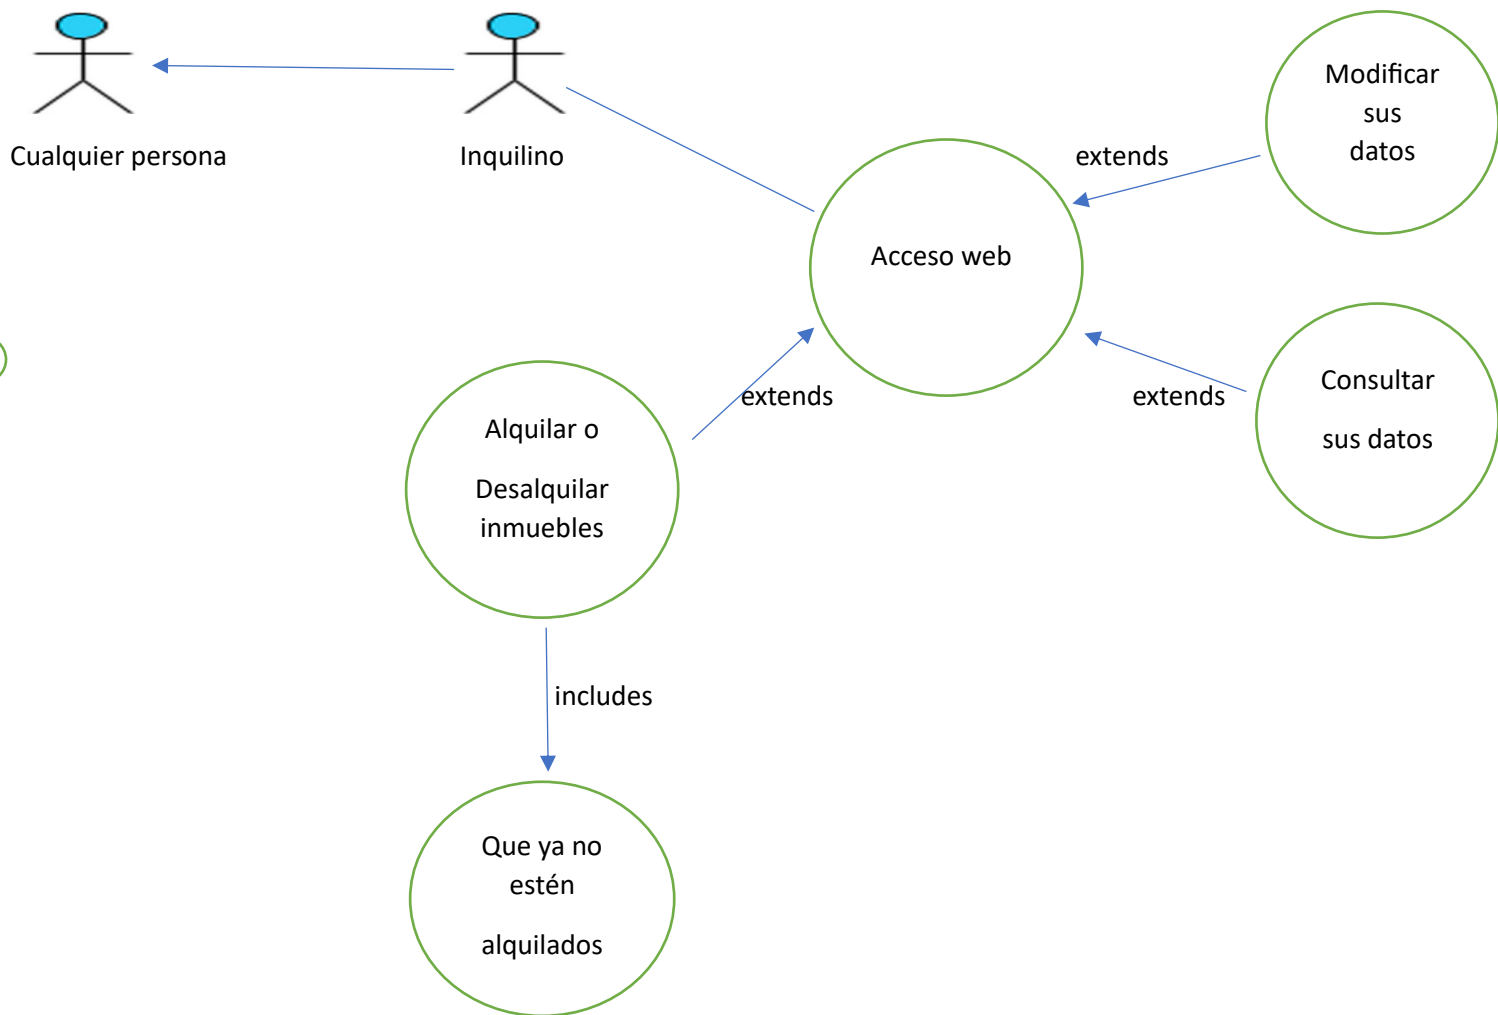 Cualquier persona
Inquilino
Modificar
sus
datos
extends
Acceso web
Consultar
sus datos
extends
extends
Alquilar o
Desalquilar
inmuebles
includes
Que ya no
estén
alquilados